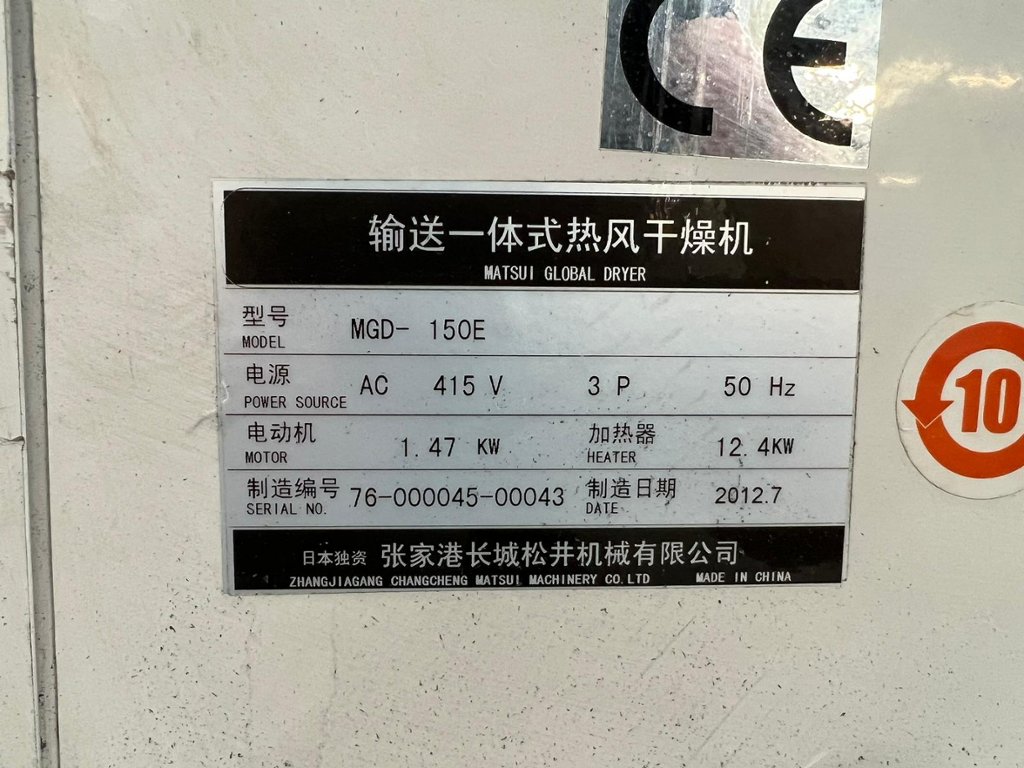 CE
输送一体式热风干燥机
MATSUI GLOBAL DRYER
型号 MGD- 150E
MODEL
电源 AC 415 V 3 P 50 Hz
POWER SOURCE
电动机 1.47 KW 加热器 12.4KW
MOTOR HEATER
制造编号 76-000045-00043 制造日期 2012.7
SERIAL NO. DATE
日本独资 张家港长城松井机械有限公司
ZHANGJIAGANG CHANGCHENG MATSUI MACHINERY CO.LTD MADE IN CHINA
10